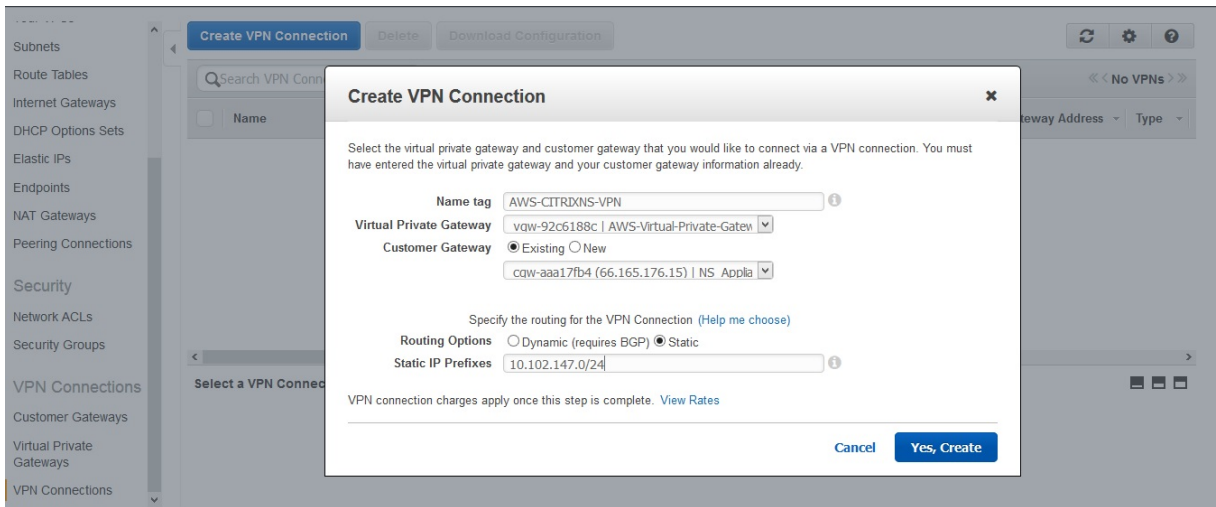 Subnets
Route Tables
Internet Gateways
DHCP Options Sets
Elastic IPs
Endpoints
NAT Gateways
Peering Connections
Security
Network ACLs
Security Groups
VPN Connections
Customer Gateways
Virtual Private
Gateways
VPN Connections
Create VPN Connection Delete Download Configuration
Search VPN Conn
« < No VPNs > »
Name
teway Address Type
Select a VPN Connec
Create VPN Connection
Select the virtual private gateway and customer gateway that you would like to connect via a VPN connection. You must
have entered the virtual private gateway and your customer gateway information already.
Name tag AWS-CITRIXNS-VPN
Virtual Private Gateway vgw-92c6188c | AWS-Virtual-Private-Gatew
Customer Gateway Existing New
cgw-aaa17fb4 (66.165.176.15) | NS_Applia
Specify the routing for the VPN Connection (Help me choose)
Routing Options Dynamic (requires BGP) Static
Static IP Prefixes 10.102.147.0/24
VPN connection charges apply once this step is complete. View Rates
Cancel Yes, Create